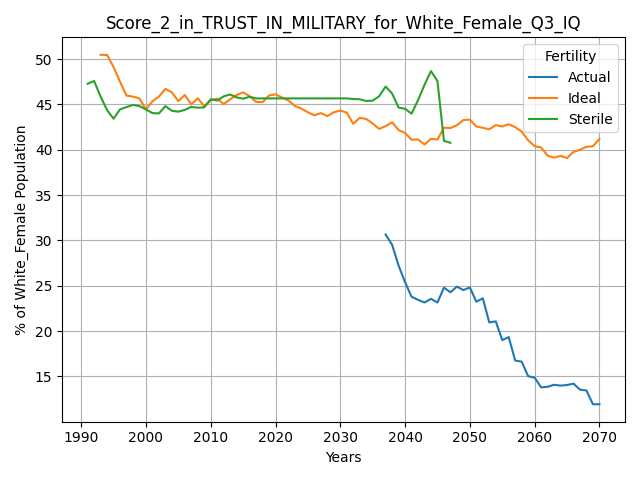 Score_2_in_TRUST_IN_MILITARY_for_White_Female_Q3_IQ
Fertility
Actual
Ideal
Sterile
% of White_Female Population
50
45
40
35
30
25
20
15
1990
2000
2010
2020
2030
2040
2050
2060
2070
Years